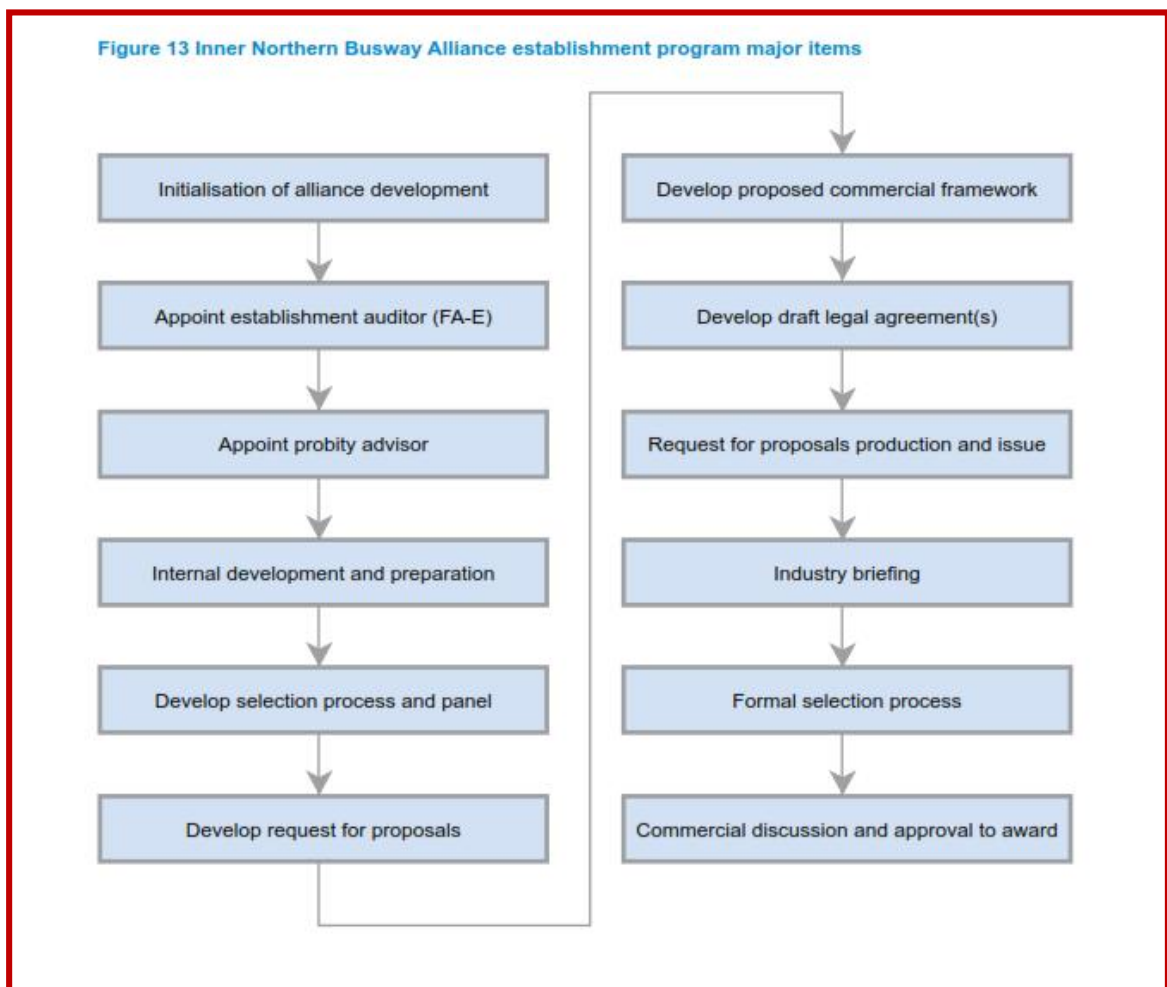 Figure 13 Inner Northern Busway Alliance establishment program major items
Initialisation of alliance development
Appoint establishment auditor (FA-E)
Appoint probity advisor
Internal development and preparation
Develop selection process and panel
Develop request for proposals
Develop proposed commercial framework
Develop draft legal agreement(s)
Request for proposals production and issue
Industry briefing
Formal selection process
Commercial discussion and approval to award